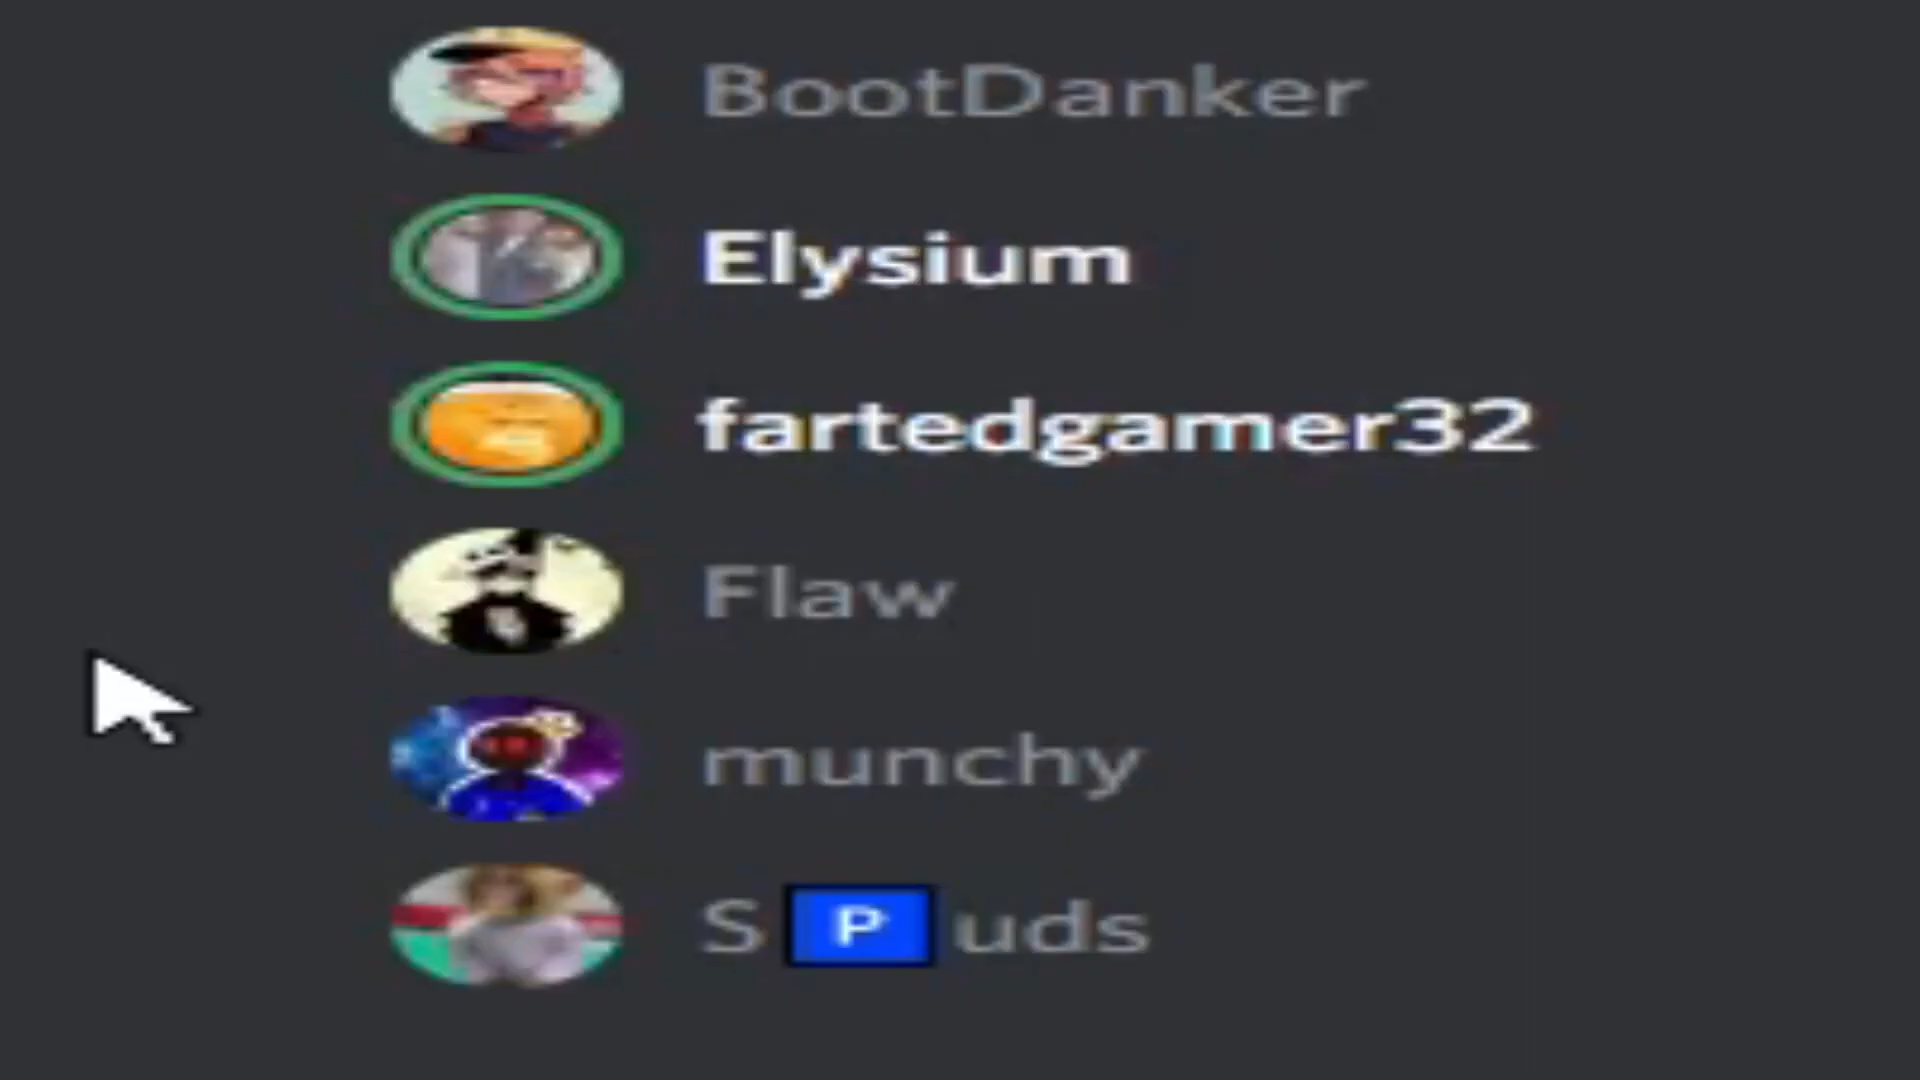 BootDanker
Elysium
fartedgamer32
Flaw
munchy
S🅿️uds